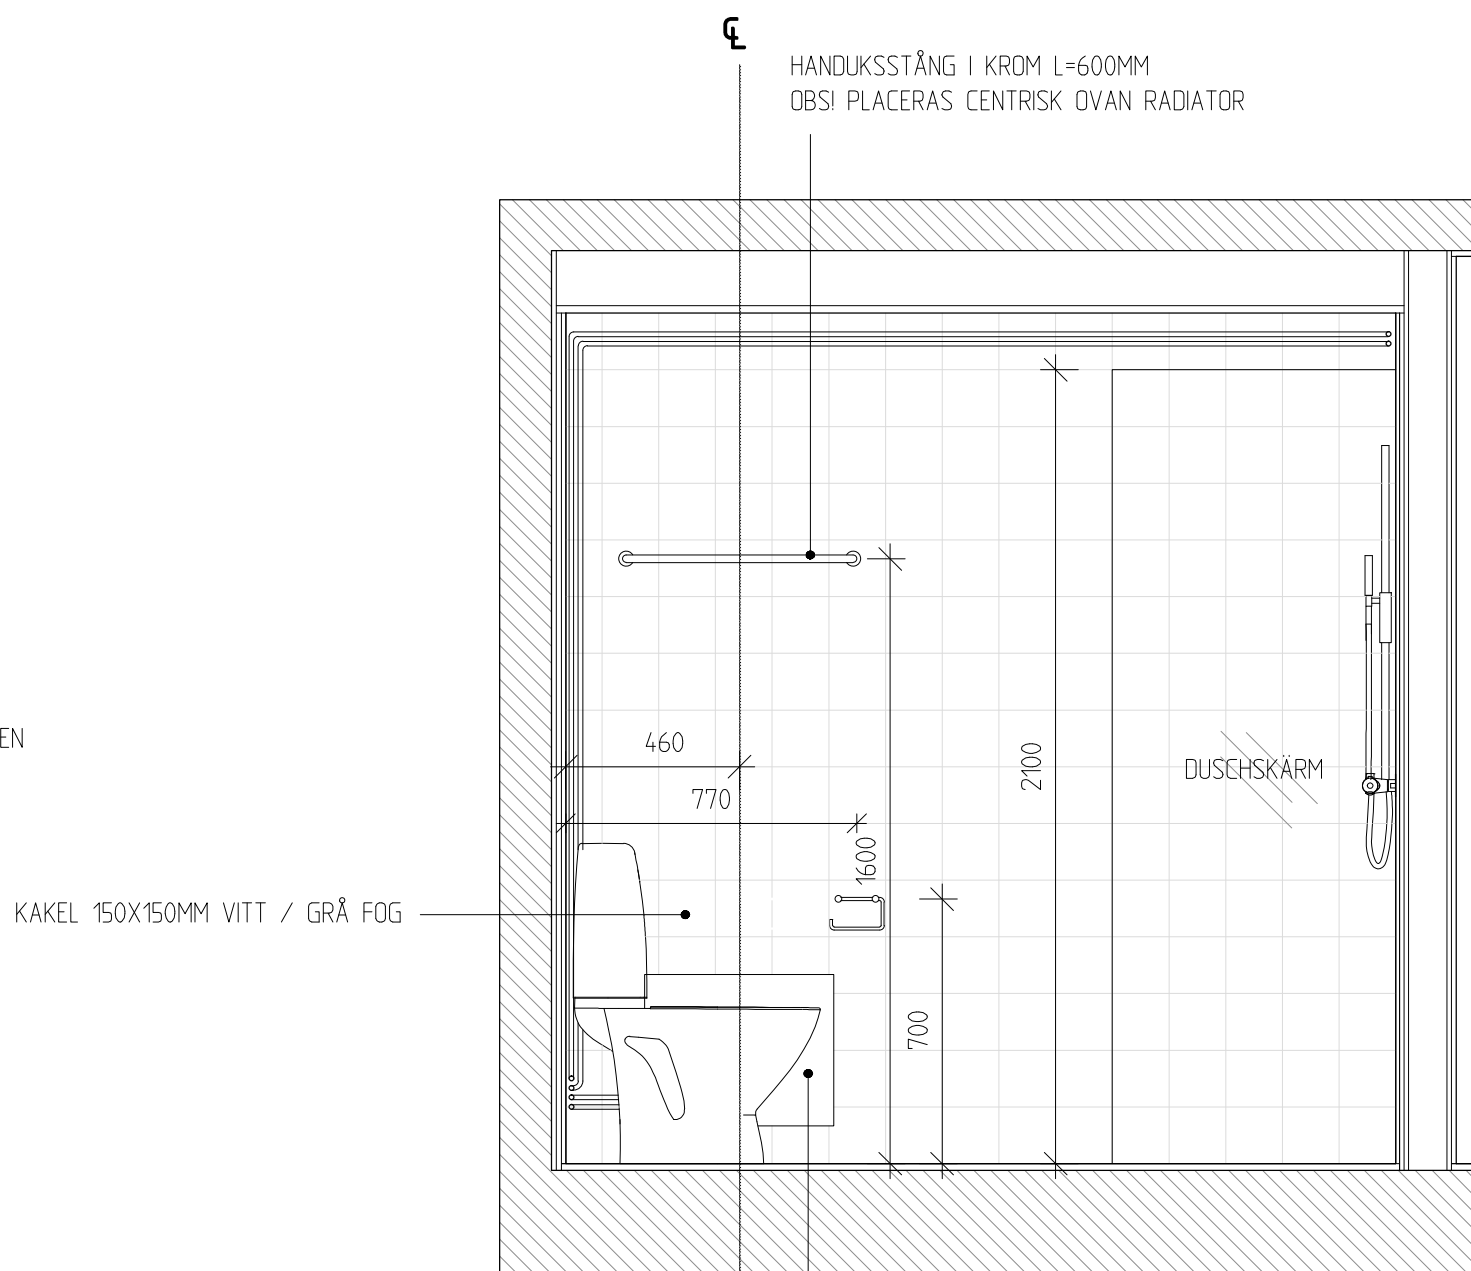 ℄
HANDUKSSTÅNG I KROM L=600MM
OBS! PLACERAS CENTRISK OVAN RADIATOR
EN
460
2100
DUSCHSKÄRM
770
1600
KAKEL 150X150MM VITT / GRÅ FOG
700